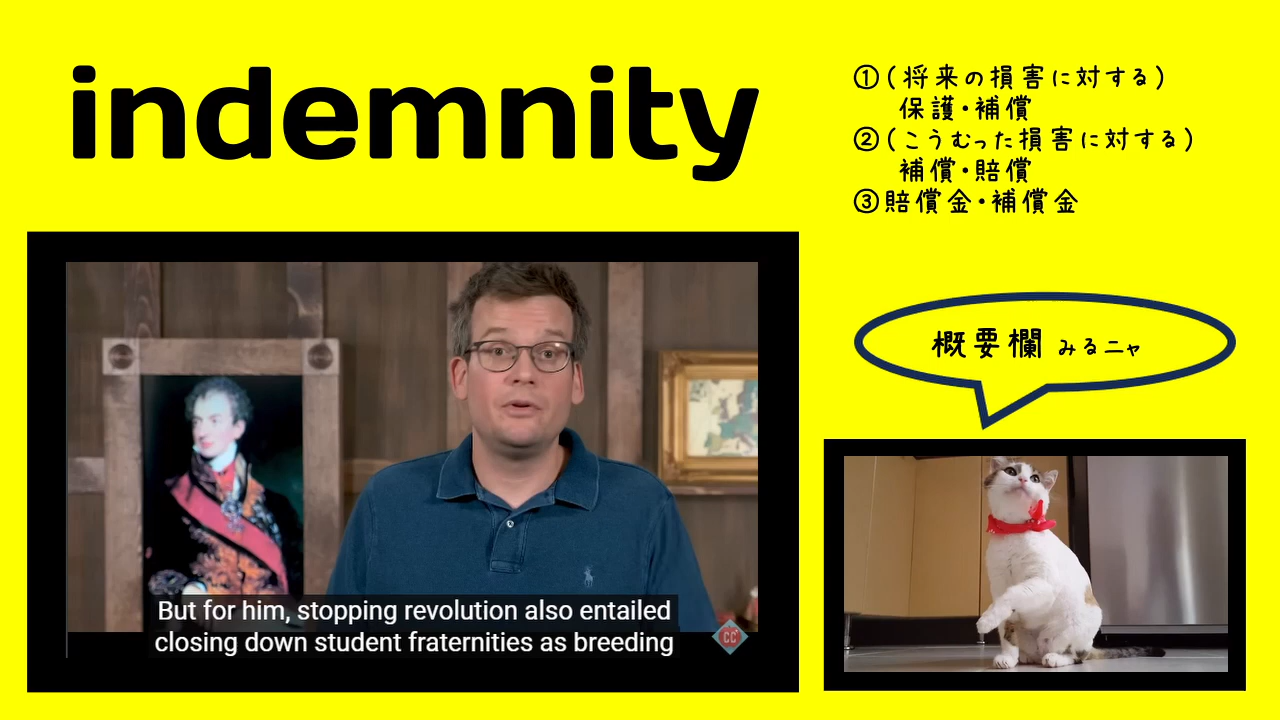 indemnity
①(将来の損害に対する)
保護・補償
②(こうむった損害に対する)
補償・賠償
③賠償金・補償金
概要欄 みるニャ
But for him, stopping revolution also entailed
closing down student fraternities as breeding
CC